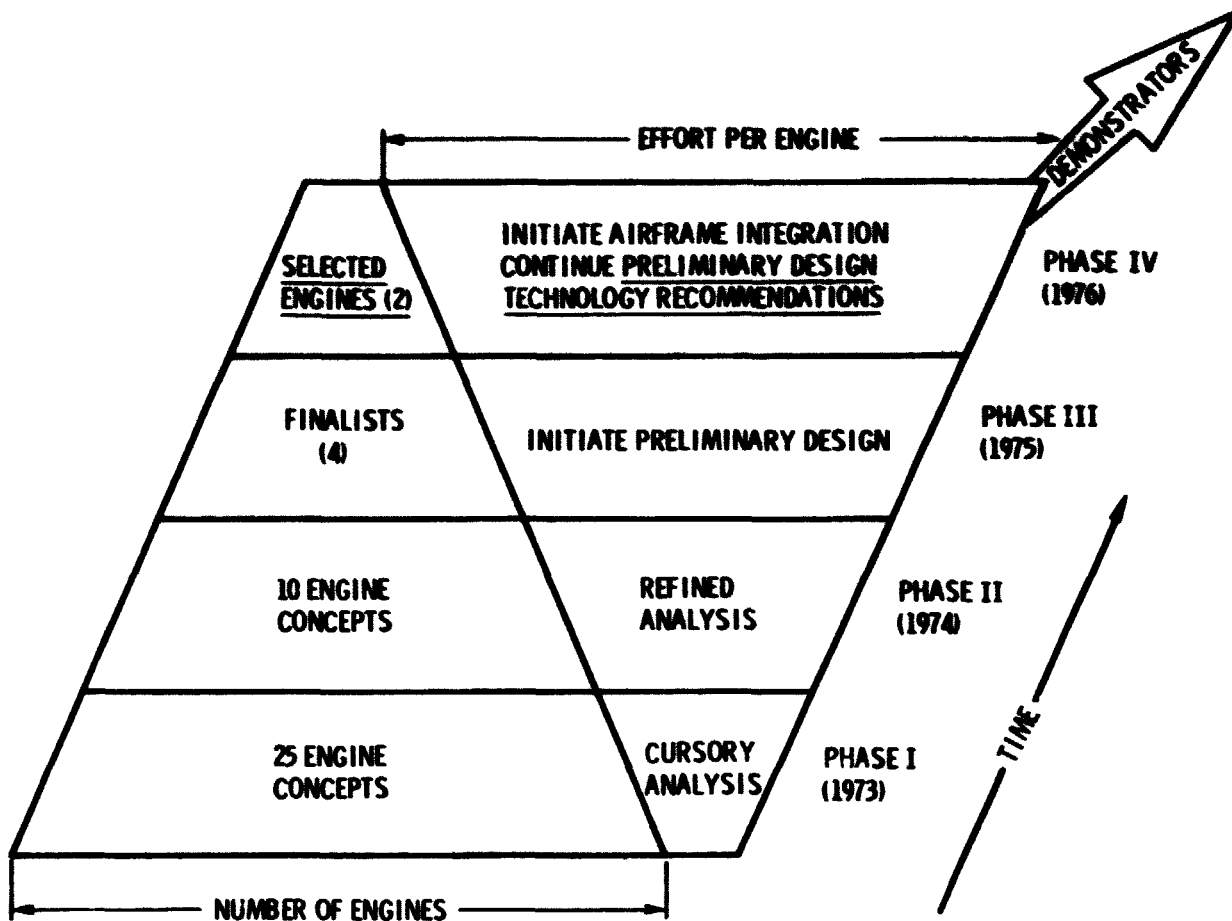 DEMONSTRATORS
EFFORT PER ENGINE
SELECTED
ENGINES (2)
INITIATE AIRFRAME INTEGRATION
CONTINUE PRELIMINARY DESIGN
TECHNOLOGY RECOMMENDATIONS
PHASE IV
(1976)
FINALISTS
(4)
INITIATE PRELIMINARY DESIGN
PHASE III
(1975)
10 ENGINE
CONCEPTS
REFINED
ANALYSIS
PHASE II
(1974)
25 ENGINE
CONCEPTS
CURSORY
ANALYSIS
PHASE I
(1973)
TIME
NUMBER OF ENGINES